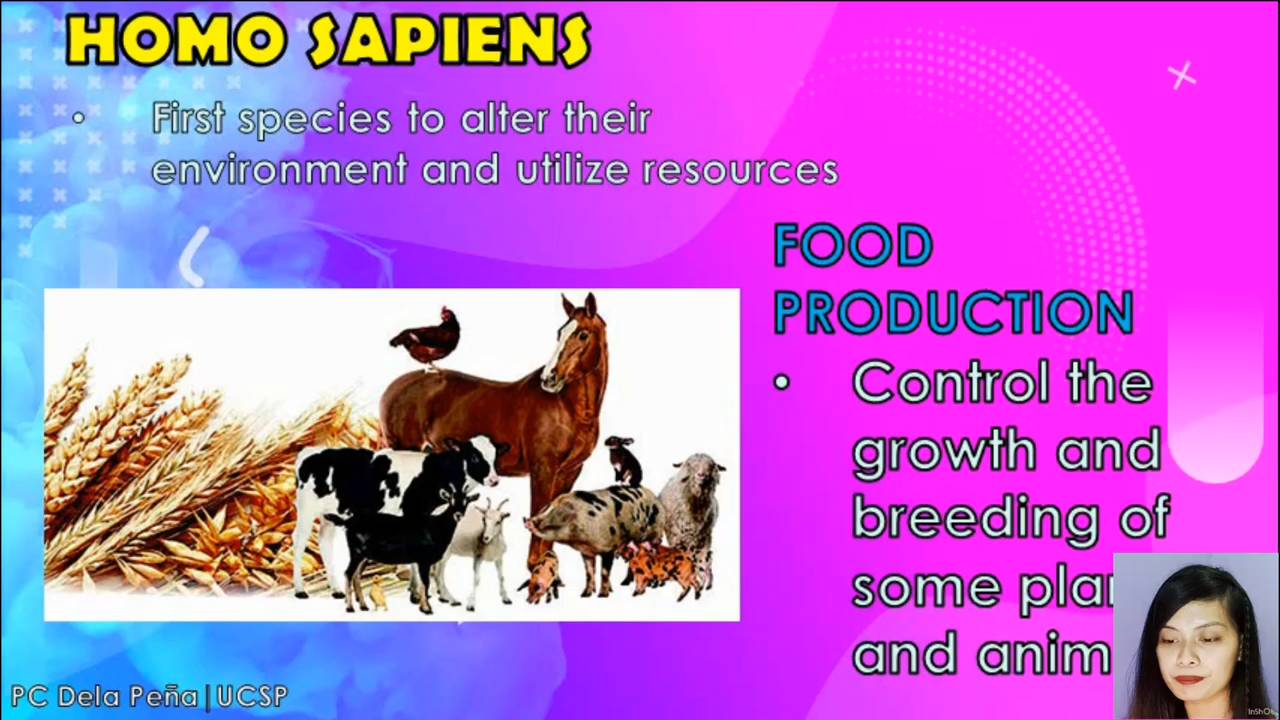 HOMO SAPIENS
• First species to alter their
environment and utilize resources
FOOD
PRODUCTION
• Control the
growth and
breeding of
some
and
PC Dela Peña|UCSP